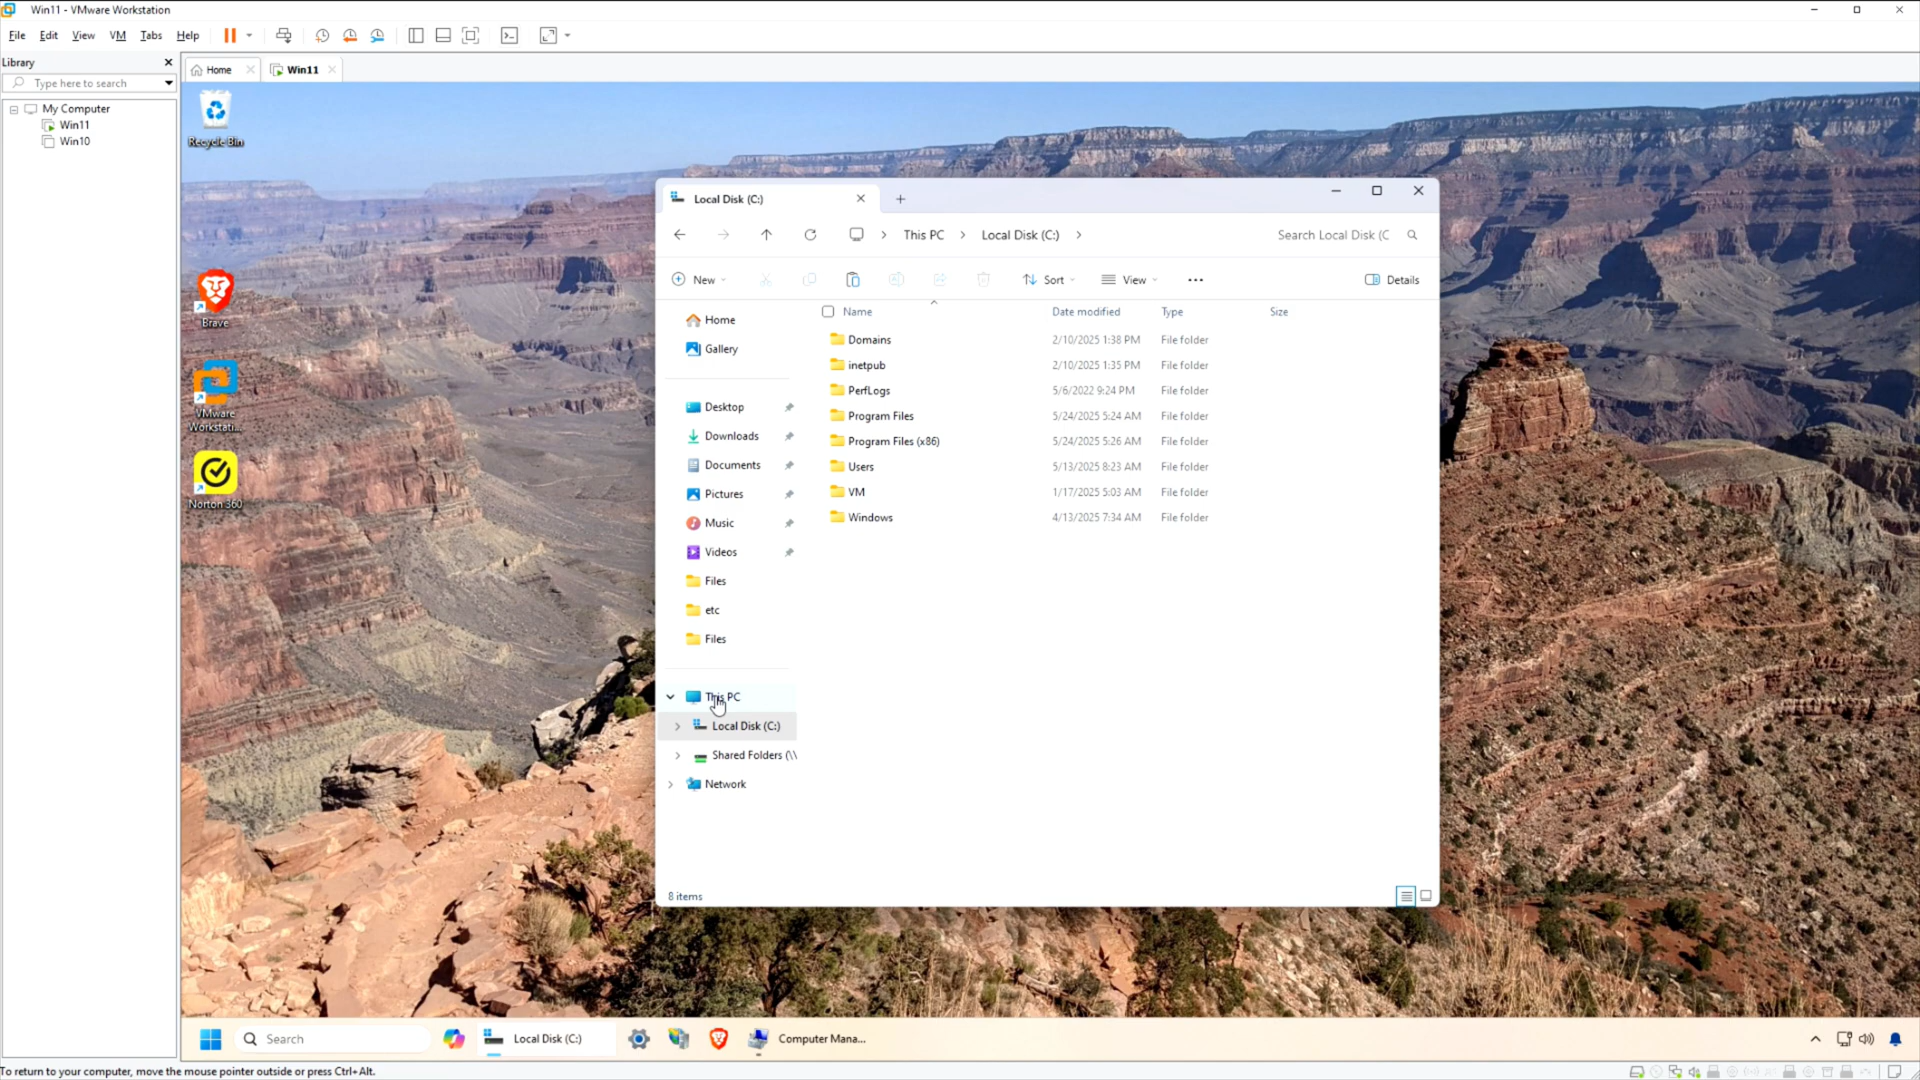 Win11 - VMware Workstation
File Edit View VM Tabs Help
Library
Type here to search
My Computer
Win11
Win10
Home
Win11
Recycle Bin
Brave
VMware
Workstati...
Norton 360
Local Disk (C:)
This PC
Local Disk (C:)
Search Local Disk (C
New
Sort
View
Details
Home
Gallery
Desktop
Downloads
Documents
Pictures
Music
Videos
Files
etc
Files
This PC
Local Disk (C:)
Shared Folders (\\
Network
Name Date modified Type Size
Domains 2/10/2025 1:38 PM File folder
inetpub 2/10/2025 1:35 PM File folder
PerfLogs 5/6/2022 9:24 PM File folder
Program Files 5/24/2025 5:24 AM File folder
Program Files (x86) 5/24/2025 5:26 AM File folder
Users 5/13/2025 8:23 AM File folder
VM 1/17/2025 5:03 AM File folder
Windows 4/13/2025 7:34 AM File folder
8 items
Search
Local Disk (C:)
Computer Mana...
To return to your computer, move the mouse pointer outside or press Ctrl+Alt.